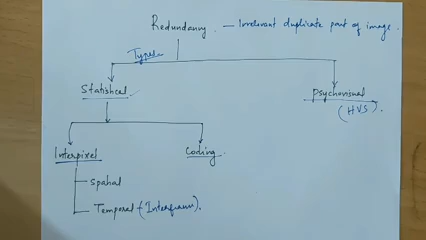 Redundancy. — Irrelevant duplicate part of image.
Types
Statistical
Psychovisual
(HVS).
Interpixel
Coding.
Spatial
Temporal (Interframe).